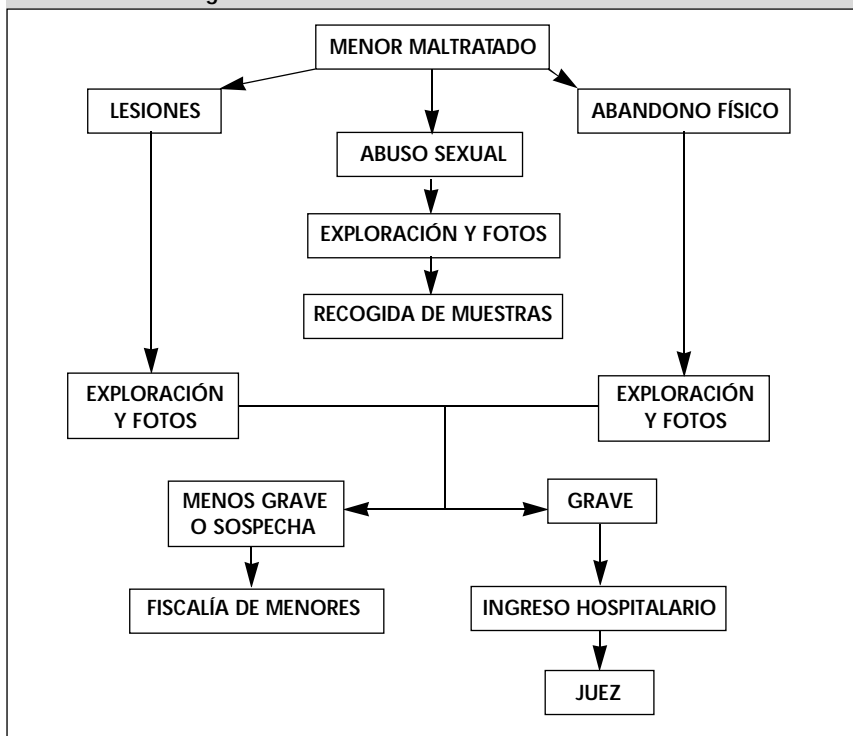 MENOR MALTRATADO
LESIONES
ABANDONO FÍSICO
ABUSO SEXUAL
EXPLORACIÓN Y FOTOS
RECOGIDA DE MUESTRAS
EXPLORACIÓN
Y FOTOS
EXPLORACIÓN
Y FOTOS
MENOS GRAVE
O SOSPECHA
GRAVE
FISCALÍA DE MENORES
INGRESO HOSPITALARIO
JUEZ